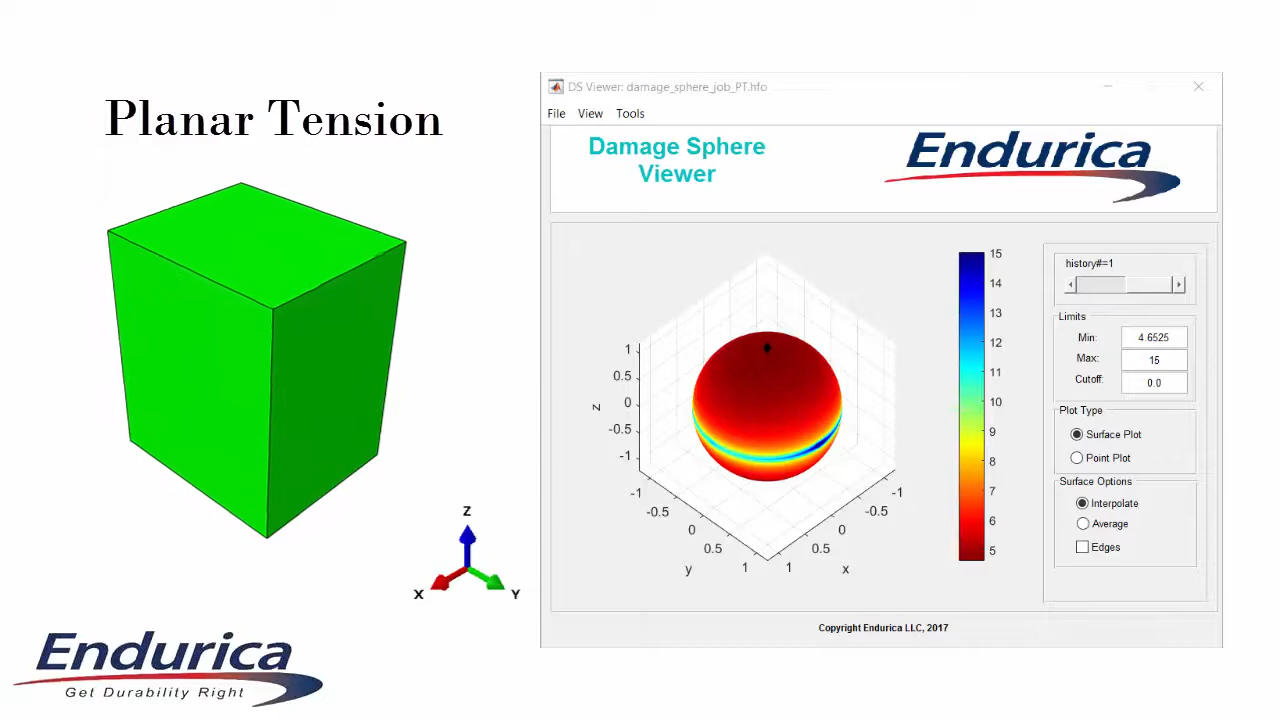 Planar Tension
Z
X
Y
Endurica
Get Durability Right
DS Viewer: damage_sphere_job_PT.hfo
File View Tools
Damage Sphere
Viewer
Endurica
1
0.5
0
-0.5
-1
z
-1
-0.5
0
0.5
1
y
-1
-0.5
0
0.5
1
x
15
14
13
12
11
10
9
8
7
6
5
history#=1
Limits
Min: 4.6525
Max: 15
Cutoff: 0.0
Plot Type
Surface Plot
Point Plot
Surface Options
Interpolate
Average
Edges
Copyright Endurica LLC, 2017